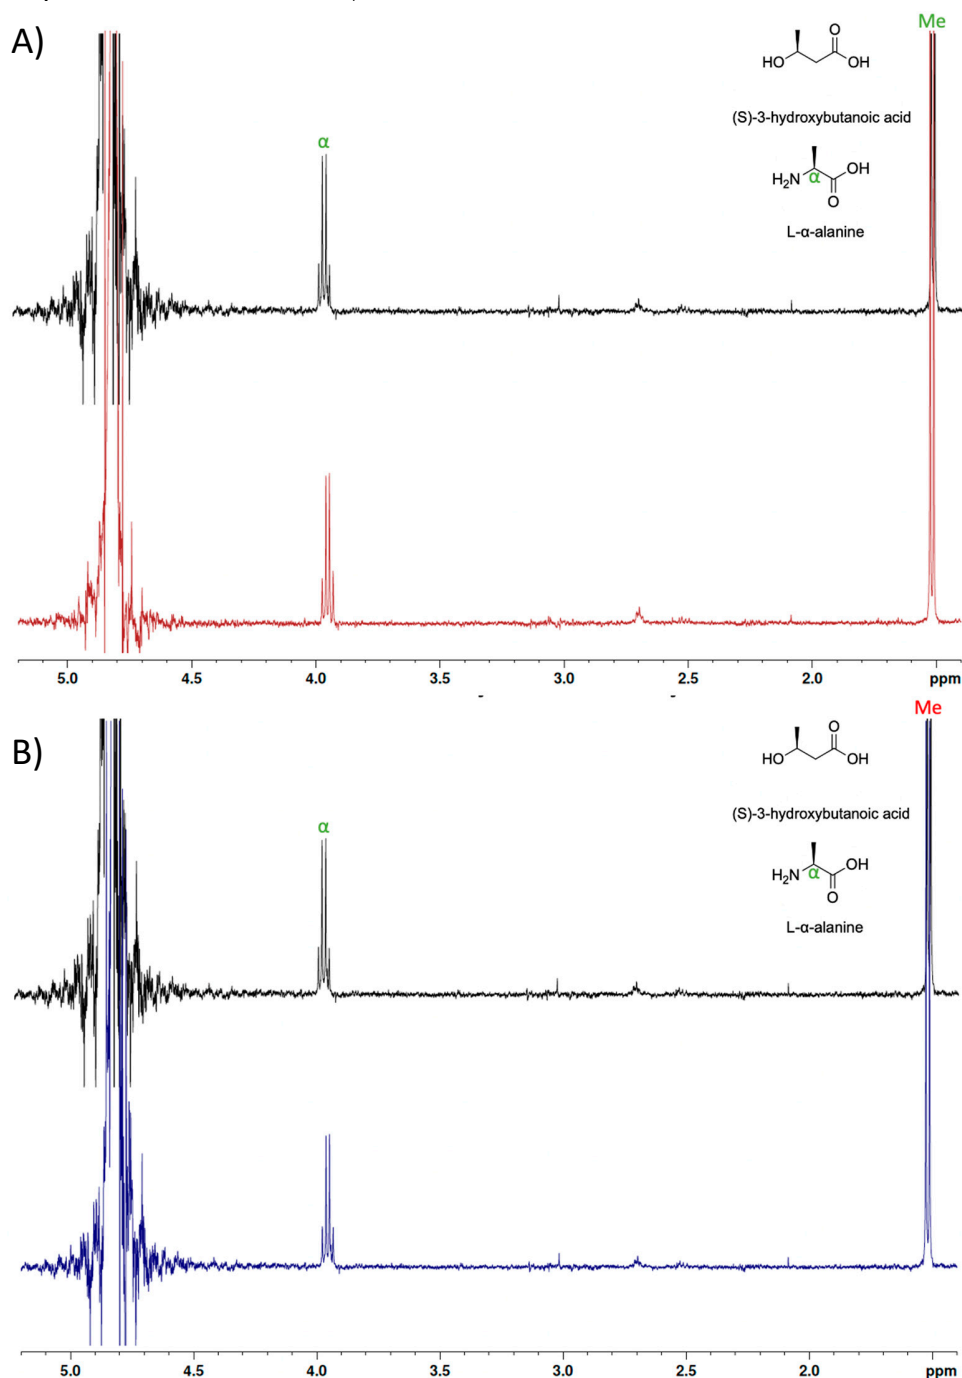 A)
Me
O
HO
OH
(S)-3-hydroxybutanoic acid
α
OH
H₂N
α
O
L-α-alanine
5.0 4.5 4.0 3.5 3.0 2.5 2.0 ppm
Me
B)
O
HO
OH
(S)-3-hydroxybutanoic acid
α
OH
H₂N
α
O
L-α-alanine
5.0 4.5 4.0 3.5 3.0 2.5 2.0 ppm